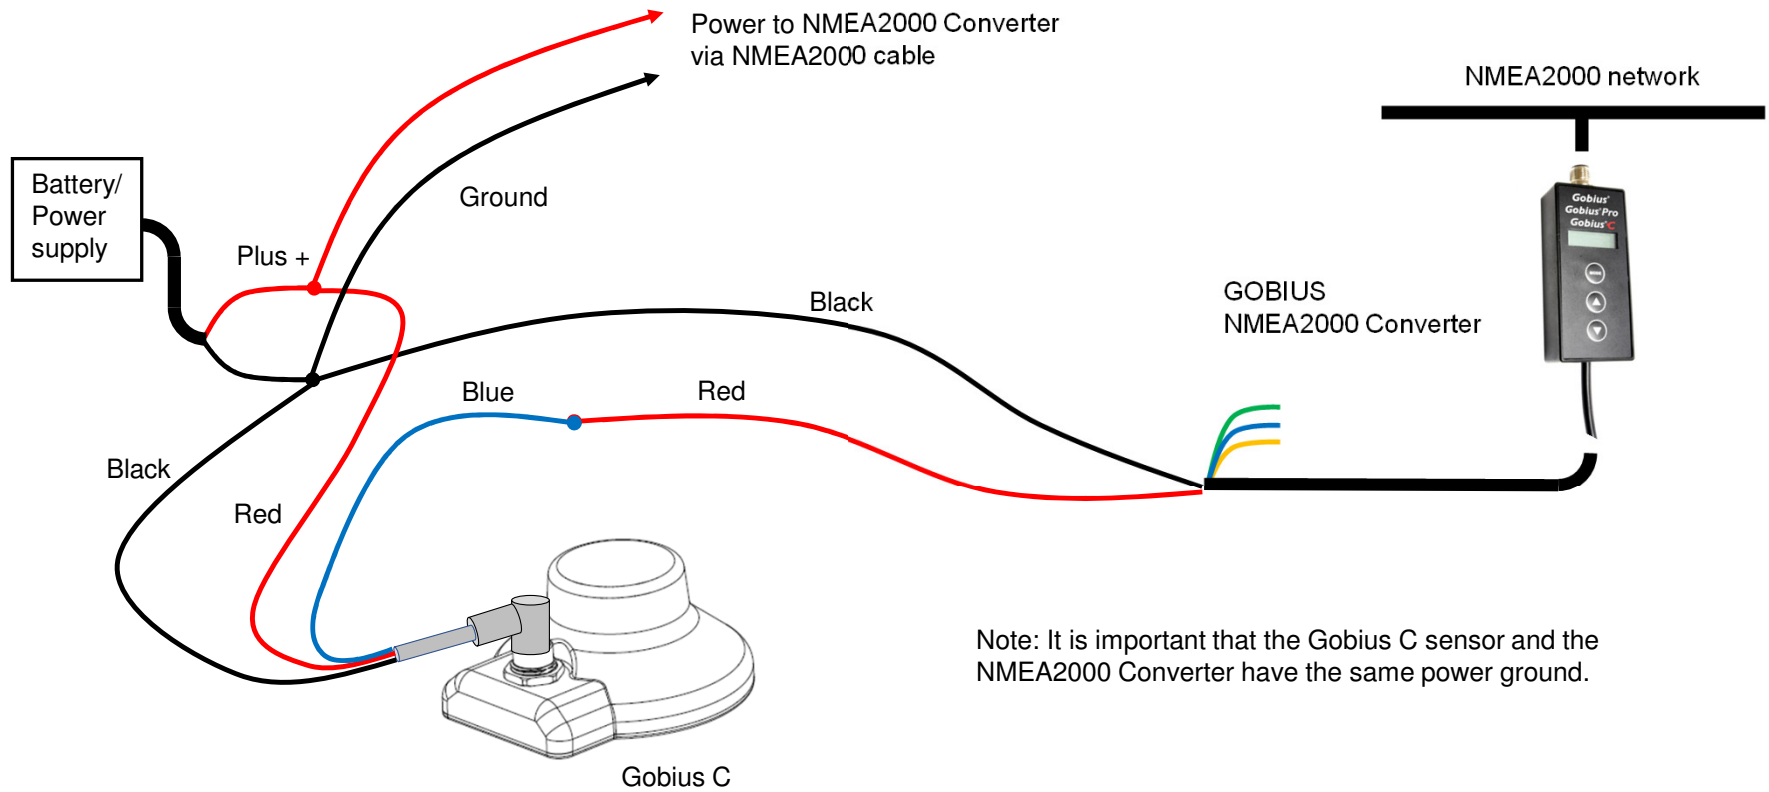 Power to NMEA2000 Converter
via NMEA2000 cable
NMEA2000 network
Battery/
Power
supply
Ground
Plus +
Gobius
Gobius Pro
Gobius C
GOBIUS
NMEA2000 Converter
Black
Blue
Red
Black
Red
Note: It is important that the Gobius C sensor and the
NMEA2000 Converter have the same power ground.
Gobius C